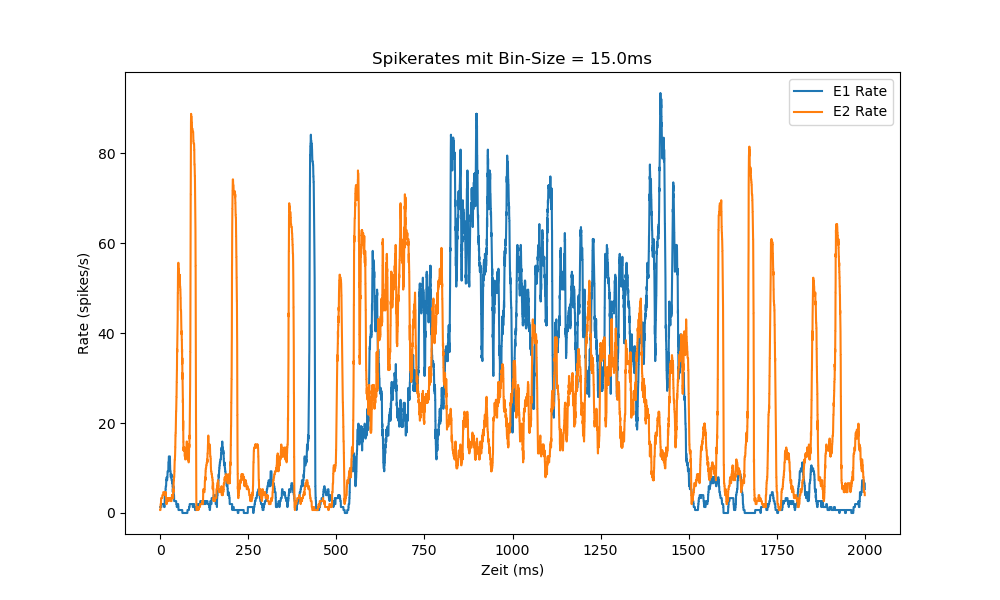 Spikerates mit Bin-Size = 15.0ms
E1 Rate
E2 Rate
Rate (spikes/s)
80
60
40
20
0
0 250 500 750 1000 1250 1500 1750 2000
Zeit (ms)